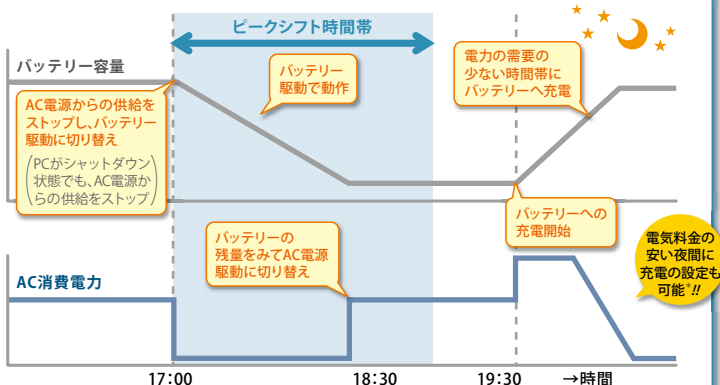 ピークシフト時間帯
バッテリー容量
AC電源からの供給を
ストップし、バッテリー
駆動に切り替え
(PCがシャットダウン
状態でも、AC電源か
らの供給をストップ)
バッテリー
駆動で動作
電力の需要の
少ない時間帯に
バッテリーへ充電
バッテリーへの
充電開始
バッテリーの
残量をみてAC電源
駆動に切り替え
電気料金の
安い夜間に
充電の設定も
可能*!!
AC消費電力
17:00
18:30
19:30
→時間